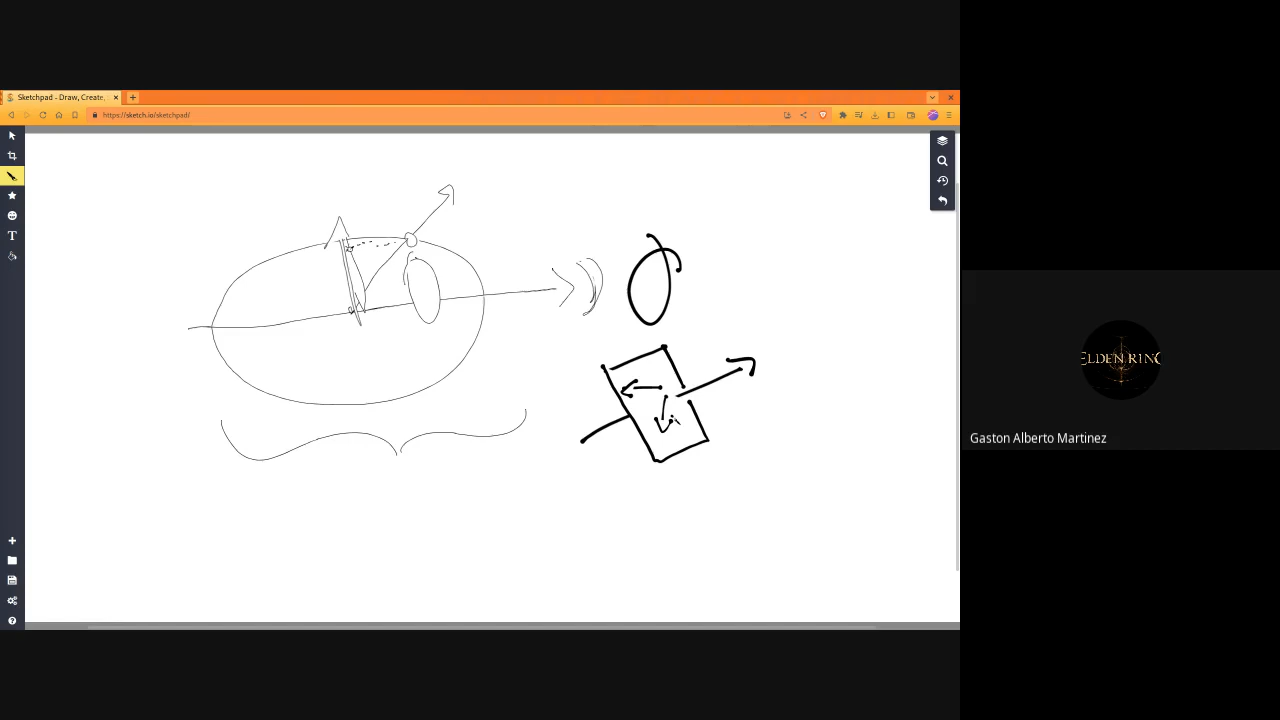 Sketchpad - Draw, Create,
https://sketch.io/sketchpad/
T
ELDEN RING
Gaston Alberto Martinez